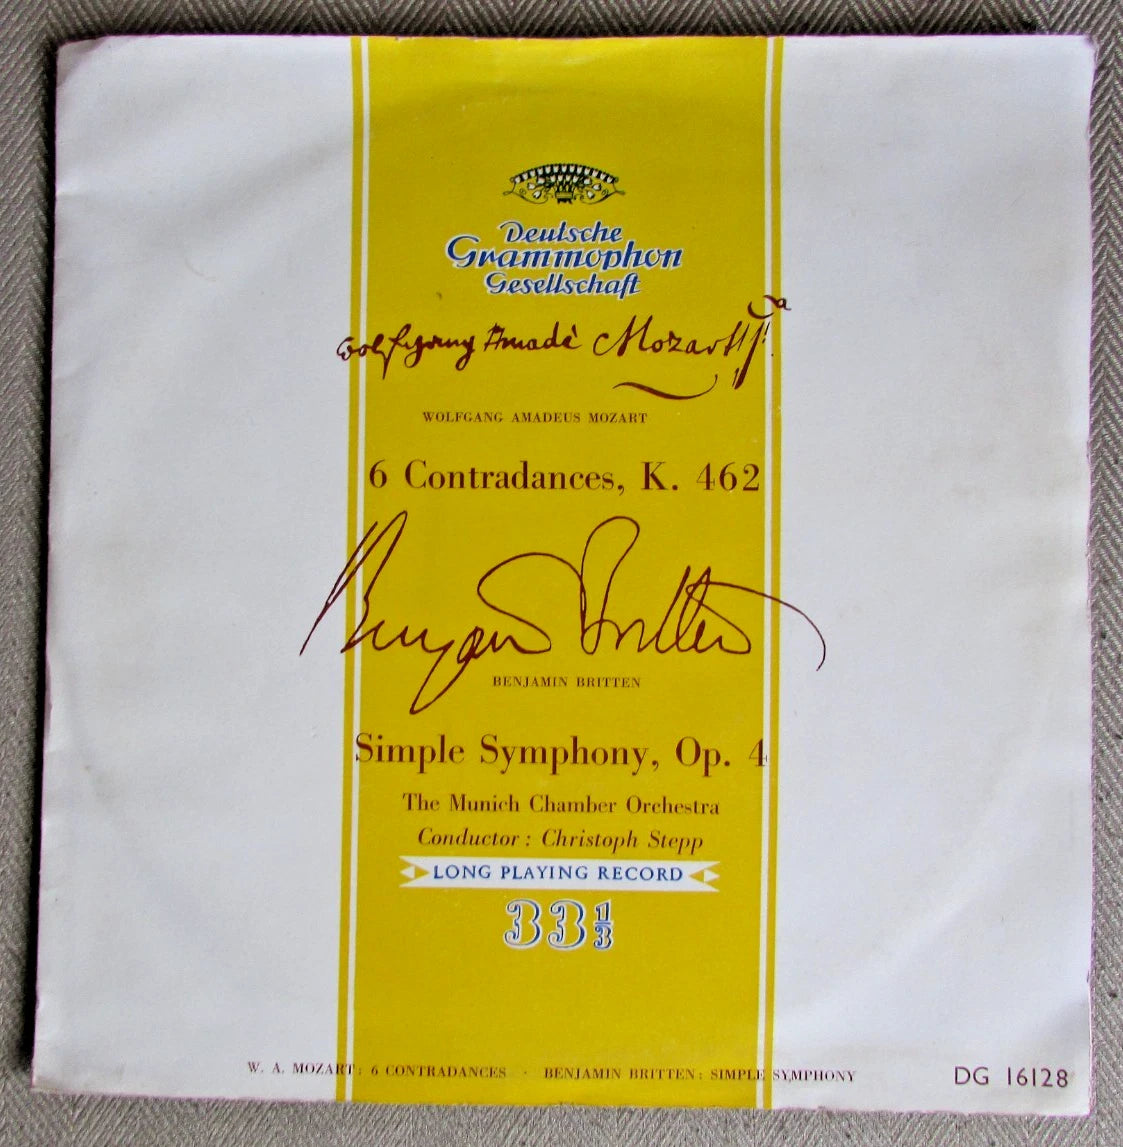 Deutsche
Grammophon
Gesellschaft
Wolfgang Amadè Mozart
WOLFGANG AMADEUS MOZART
6 Contradances, K. 462
Benjamin Britten
BENJAMIN BRITTEN
Simple Symphony, Op. 4
The Munich Chamber Orchestra
Conductor: Christoph Stepp
LONG PLAYING RECORD
33⅓
W. A. MOZART: 6 CONTRADANCES · BENJAMIN BRITTEN: SIMPLE SYMPHONY
DG 16128